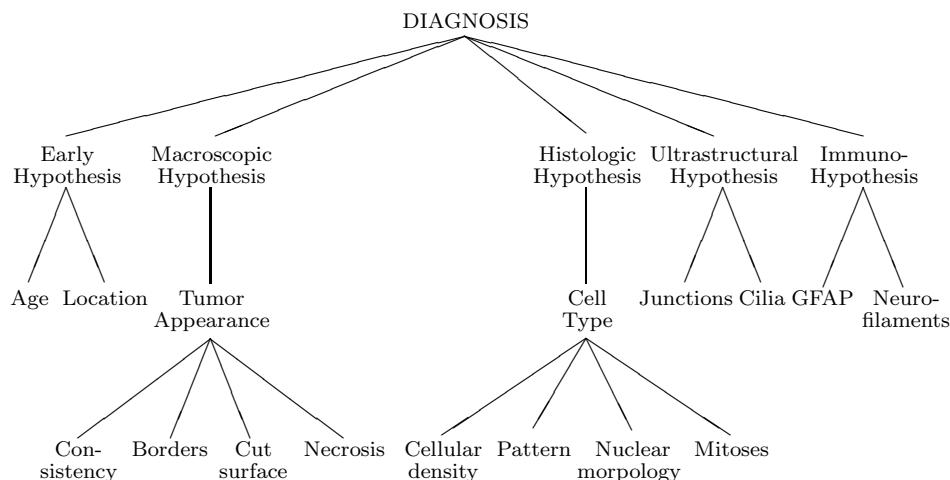 DIAGNOSIS
Early
Hypothesis
Macroscopic
Hypothesis
Histologic
Hypothesis
Ultrastructural
Hypothesis
Immuno-
Hypothesis
Age
Location
Tumor
Appearance
Cell
Type
Junctions
Cilia
GFAP
Neuro-
filaments
Con-
sistency
Borders
Cut
surface
Necrosis
Cellular
density
Pattern
Nuclear
morpology
Mitoses